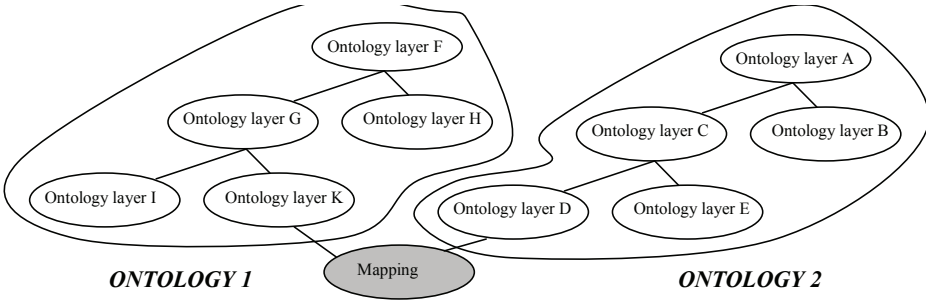 Ontology layer F
Ontology layer A
Ontology layer G
Ontology layer H
Ontology layer C
Ontology layer B
Ontology layer I
Ontology layer K
Ontology layer D
Ontology layer E
Mapping
ONTOLOGY 1
ONTOLOGY 2